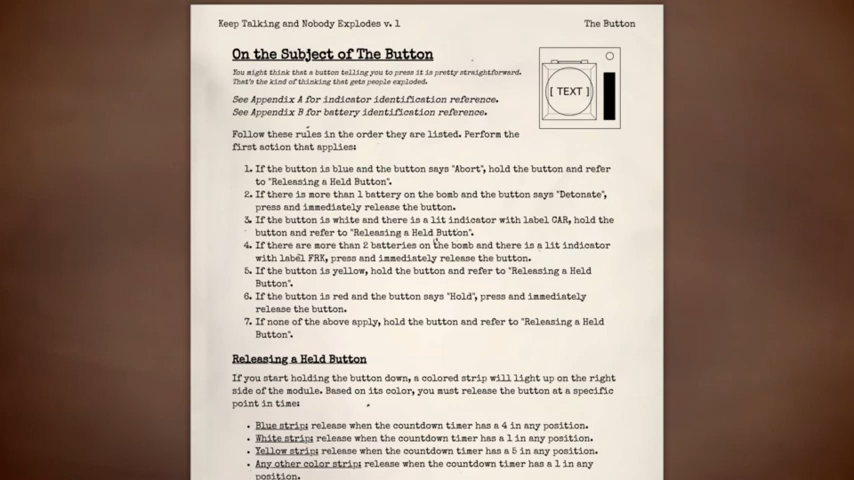 Keep Talking and Nobody Explodes v. 1
The Button
On the Subject of The Button
You might think that a button telling you to press it is pretty straightforward.
That's the kind of thinking that gets people exploded.
[ TEXT ]
See Appendix A for indicator identification reference.
See Appendix B for battery identification reference.
Follow these rules in the order they are listed. Perform the
first action that applies:
1. If the button is blue and the button says "Abort", hold the button and refer
to "Releasing a Held Button".
2. If there is more than 1 battery on the bomb and the button says "Detonate",
press and immediately release the button.
3. If the button is white and there is a lit indicator with label CAR, hold the
button and refer to "Releasing a Held Button".
4. If there are more than 2 batteries on the bomb and there is a lit indicator
with label FRK, press and immediately release the button.
5. If the button is yellow, hold the button and refer to "Releasing a Held
Button".
6. If the button is red and the button says "Hold", press and immediately
release the button.
7. If none of the above apply, hold the button and refer to "Releasing a Held
Button".
Releasing a Held Button
If you start holding the button down, a colored strip will light up on the right
side of the module. Based on its color, you must release the button at a specific
point in time:
• Blue strip: release when the countdown timer has a 4 in any position.
• White strip: release when the countdown timer has a 1 in any position.
• Yellow strip: release when the countdown timer has a 5 in any position.
• Any other color strip: release when the countdown timer has a 1 in any
position.